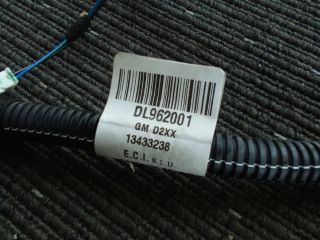 DL962001
GM D2XX
13433238
E.C.I. S.L.U.